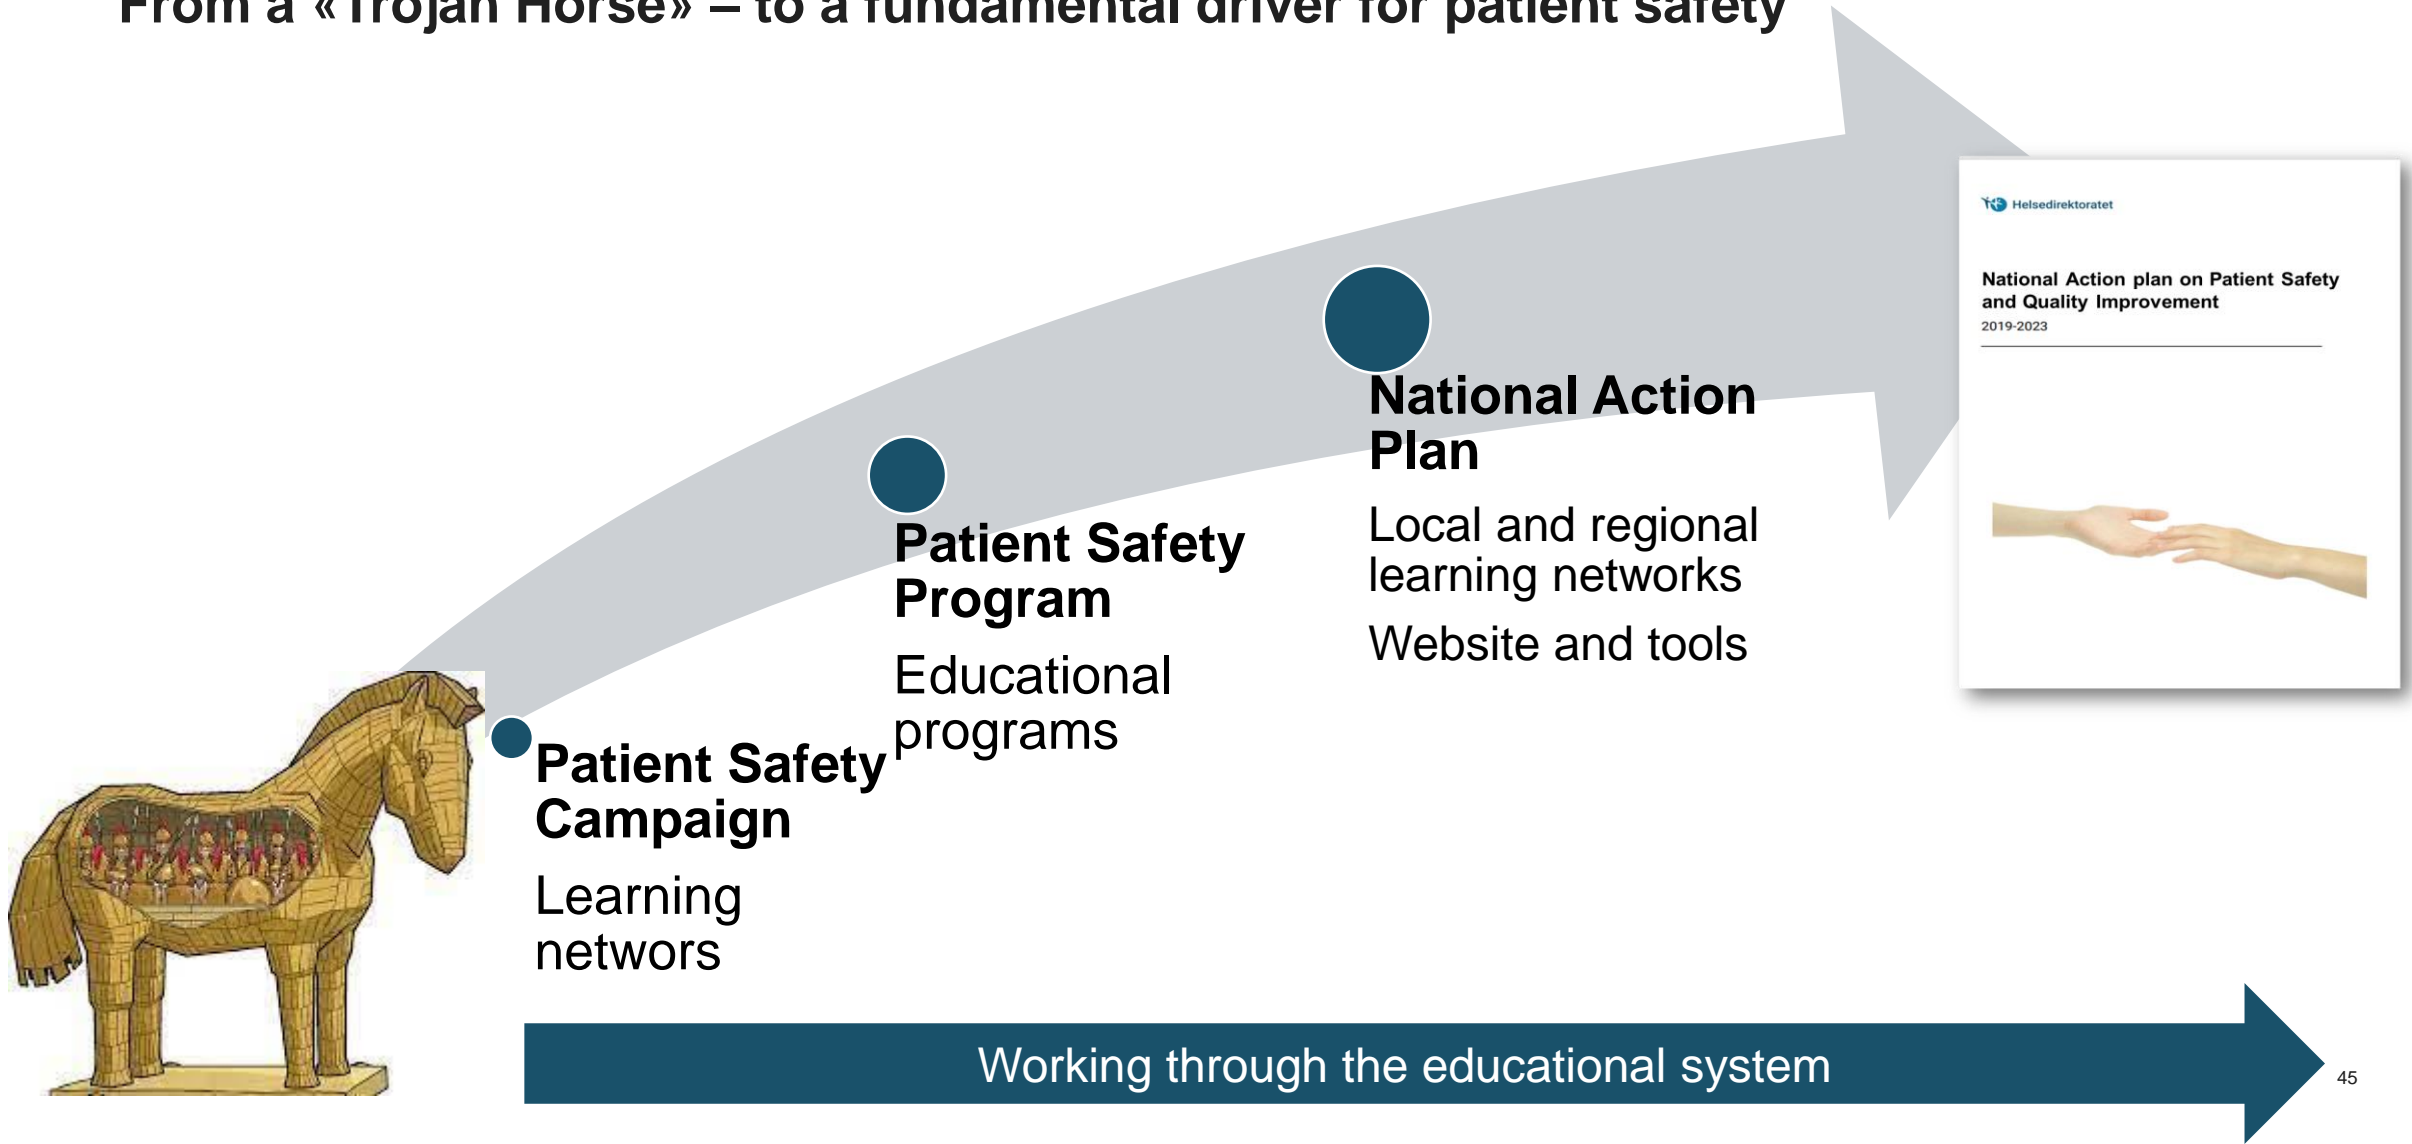 From a «Trojan Horse» – to a fundamental driver for patient safety
Helsedirektoratet
National Action plan on Patient Safety
and Quality Improvement
2019-2023
National Action
Plan
Local and regional
learning networks
Website and tools
Patient Safety
Program
Educational
programs
Patient Safety
Campaign
Learning
networs
Working through the educational system
45